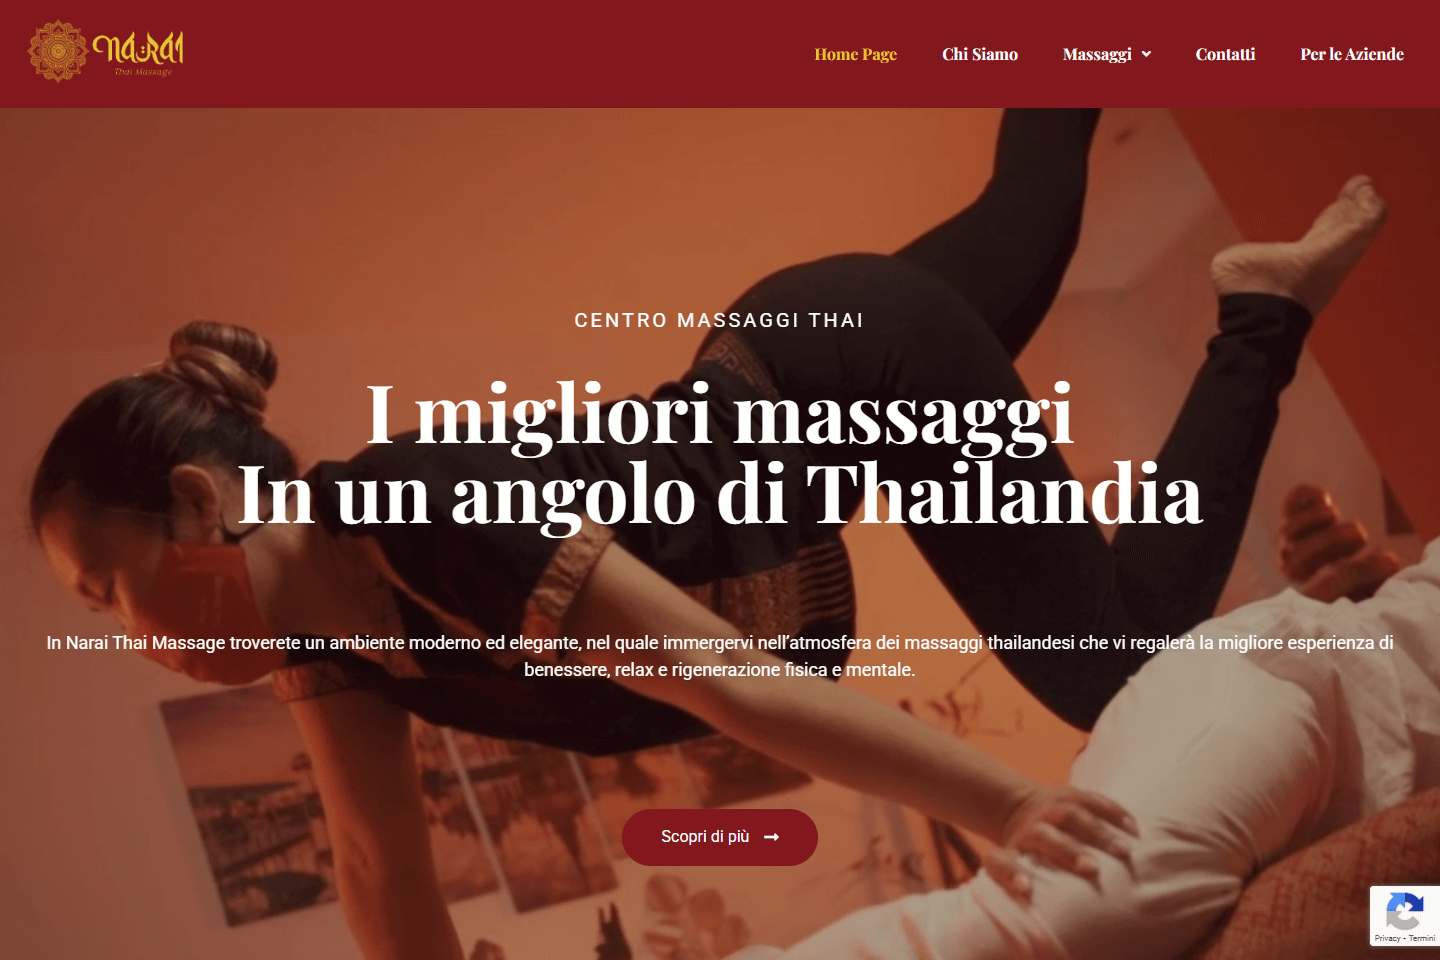 Narai
Thai Massage
Home Page
Chi Siamo
Massaggi
Contatti
Per le Aziende
CENTRO MASSAGGI THAI
I migliori massaggi
In un angolo di Thailandia
In Narai Thai Massage troverete un ambiente moderno ed elegante, nel quale immergervi nell’atmosfera dei massaggi thailandesi che vi regalerà la migliore esperienza di
benessere, relax e rigenerazione fisica e mentale.
Scopri di più
Privacy - Termini